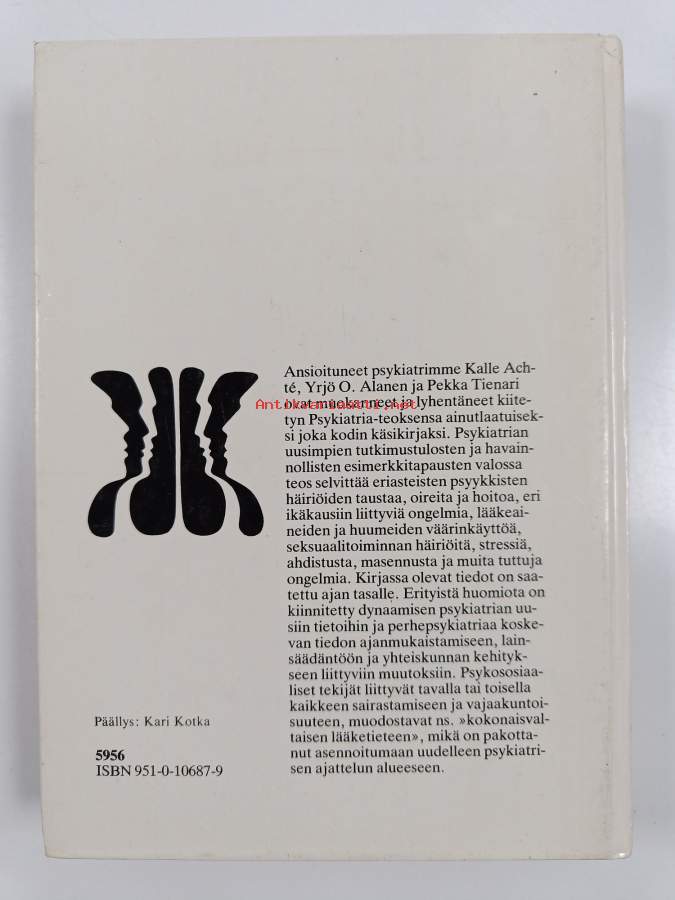 Ansioituneet psykiatrimme Kalle Ach-
té, Yrjö O. Alanen ja Pekka Tienari
ovat muokanneet ja lyhentäneet kiite-
Antikvariaatti.net
tyn Psykiatria-teoksensa ainutlaatuisek-
si joka kodin käsikirjaksi. Psykiatrian
uusimpien tutkimustulosten ja havain-
nollisten esimerkkitapausten valossa
teos selvittää eriasteisten psyykkisten
häiriöiden taustaa, oireita ja hoitoa, eri
ikäkausiin liittyviä ongelmia, lääkeai-
neiden ja huumeiden väärinkäyttöä,
seksuaalitoiminnan häiriöitä, stressiä,
ahdistusta, masennusta ja muita tuttuja
ongelmia. Kirjassa olevat tiedot on saa-
tettu ajan tasalle. Erityistä huomiota on
kiinnitetty dynaamisen psykiatrian uu-
siin tietoihin ja perhepsykiatriaa koske-
van tiedon ajanmukaistamiseen, lain-
säädäntöön ja yhteiskunnan kehityk-
seen liittyviin muutoksiin. Psykososiaa-
liset tekijät liittyvät tavalla tai toisella
kaikkeen sairastamiseen ja vajaakuntoi-
suuteen, muodostavat ns. »kokonaisval-
taisen lääketieteen», mikä on pakotta-
nut asennoitumaan uudelleen psykiatri-
sen ajattelun alueeseen.
Päällys: Kari Kotka
5956
ISBN 951-0-10687-9